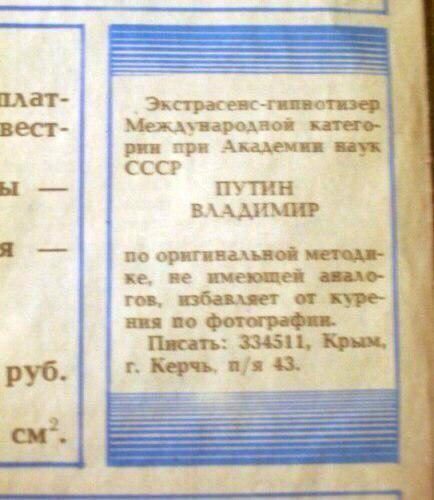 плат-
вест-
ы —
я —
руб.
см².
Экстрасенс-гипнотизер
Международной катего-
рии при Академии наук
СССР
ПУТИН
ВЛАДИМИР
по оригинальной методи-
ке, не имеющей анало-
гов, избавляет от куре-
ния по фотографии.
Писать: 334511, Крым,
г. Керчь, п/я 43.